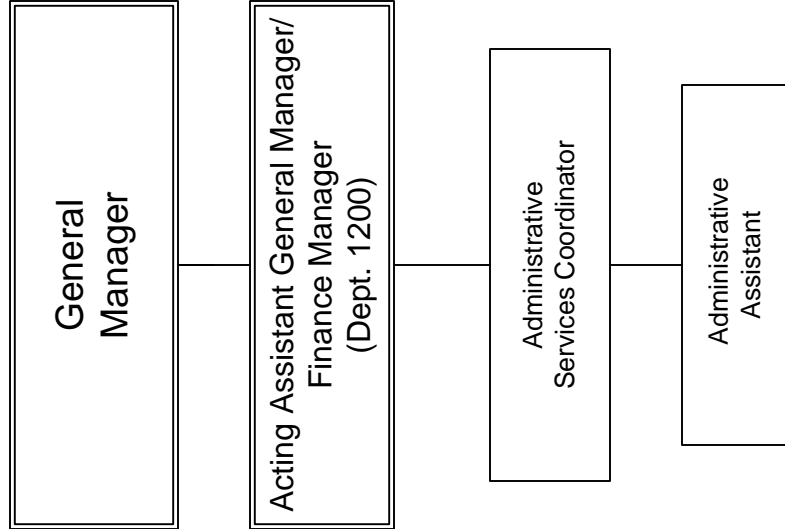 General
Manager
Acting Assistant General Manager/
Finance Manager
(Dept. 1200)
Administrative
Services Coordinator
Administrative
Assistant